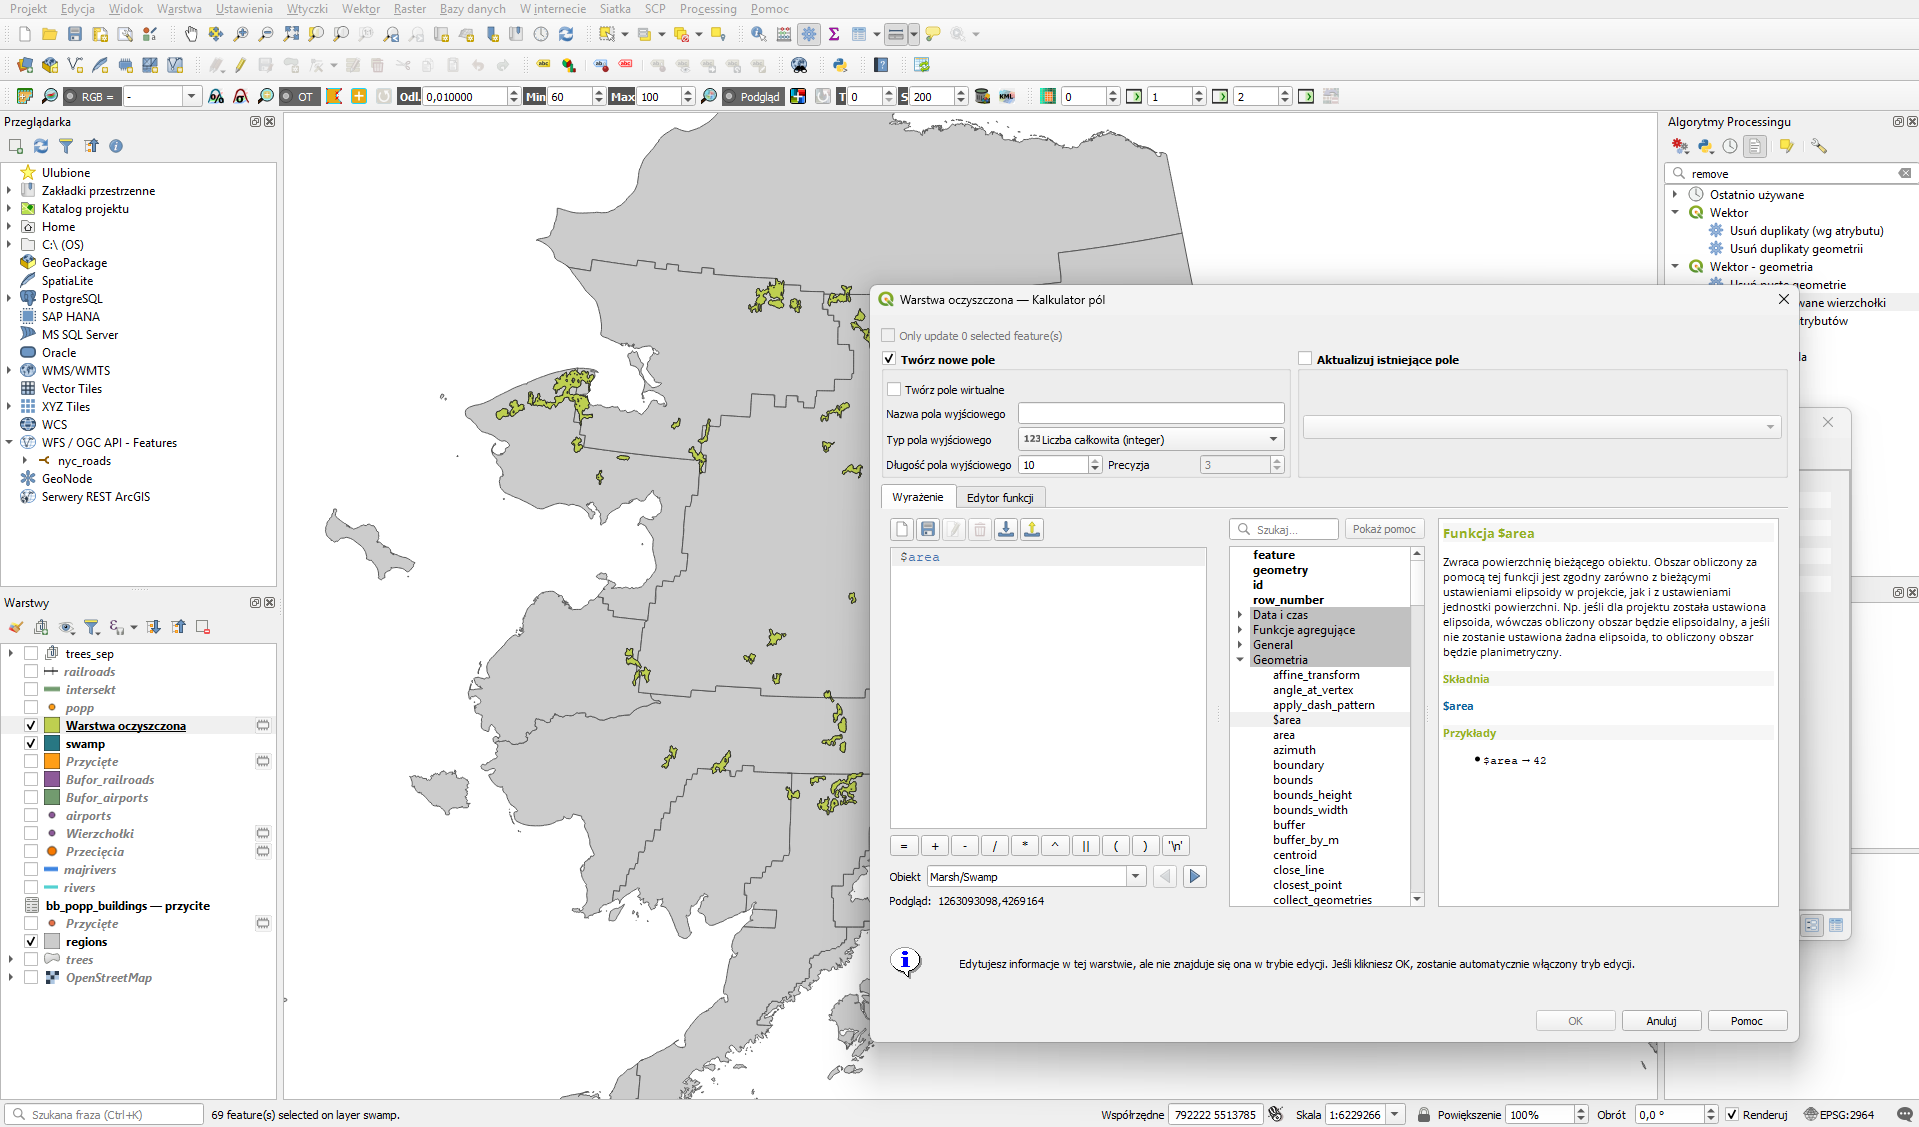 Projekt Edycja Widok Warstwa Ustawienia Wtyczki Wektor Raster Bazy danych W internecie Siatka SCP Processing Pomoc
RGB = - OT Odl. 0,010000 Min 60 Max 100 Podgląd T 0 S 200 KML 0 1 2
Przeglądarka
Ulubione
Zakładki przestrzenne
Katalog projektu
Home
C:\ (OS)
GeoPackage
SpatiaLite
PostgreSQL
SAP HANA
MS SQL Server
Oracle
WMS/WMTS
Vector Tiles
XYZ Tiles
WCS
WFS / OGC API - Features
nyc_roads
GeoNode
Serwery REST ArcGIS
Warstwy
trees_sep
railroads
intersekt
popp
Warstwa oczyszczona
swamp
Przycięte
Bufor_railroads
Bufor_airports
airports
Wierzchołki
Przecięcia
majrivers
rivers
bb_popp_buildings — przycite
Przycięte
regions
trees
OpenStreetMap
Algorytmy Processingu
remove
Ostatnio używane
Wektor
Usuń duplikaty (wg atrybutu)
Usuń duplikaty geometrii
Wektor - geometria
Usuń puste geometrie
wane wierzchołki
trybutów
la
Warstwa oczyszczona — Kalkulator pól
Only update 0 selected feature(s)
Twórz nowe pole
Aktualizuj istniejące pole
Twórz pole wirtualne
Nazwa pola wyjściowego
Typ pola wyjściowego 123 Liczba całkowita (integer)
Długość pola wyjściowego 10 Precyzja 3
Wyrażenie Edytor funkcji
Szukaj... Pokaż pomoc
$area
= + - / * ^ || ( ) '\n'
Obiekt Marsh/Swamp
Podgląd: 1263093098,4269164
feature
geometry
id
row_number
Data i czas
Funkcje agregujące
General
Geometria
affine_transform
angle_at_vertex
apply_dash_pattern
$area
area
azimuth
boundary
bounds
bounds_height
bounds_width
buffer
buffer_by_m
centroid
close_line
closest_point
collect_geometries
Funkcja $area
Zwraca powierzchnię bieżącego obiektu. Obszar obliczony za
pomocą tej funkcji jest zgodny zarówno z bieżącymi
ustawieniami elipsoidy w projekcie, jak i z ustawieniami
jednostki powierzchni. Np. jeśli dla projektu została ustawiona
elipsoida, wówczas obliczony obszar będzie elipsoidalny, a jeśli
nie zostanie ustawiona żadna elipsoida, to obliczony obszar
będzie planimetryczny.
Składnia
$area
Przykłady
$area → 42
Edytujesz informacje w tej warstwie, ale nie znajduje się ona w trybie edycji. Jeśli klikniesz OK, zostanie automatycznie włączony tryb edycji.
OK Anuluj Pomoc
Szukana fraza (Ctrl+K) 69 feature(s) selected on layer swamp. Współrzędne 792222 5513785 Skala 1:6229266 Powiększenie 100% Obrót 0,0 ° Renderuj EPSG:2964